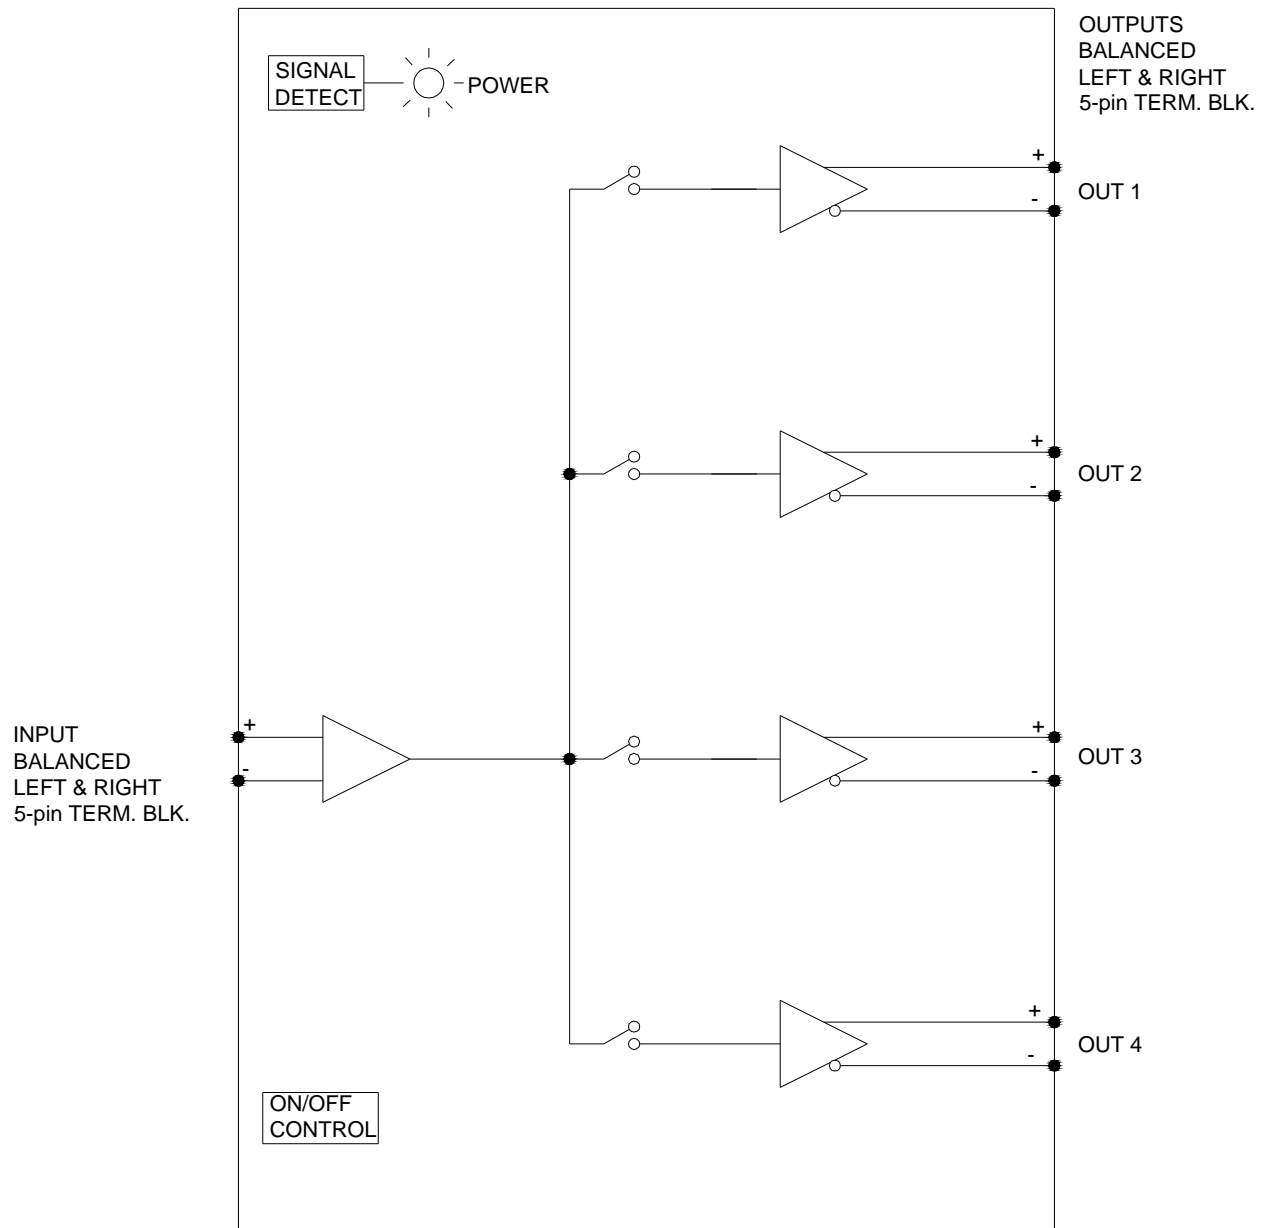 OUTPUTS
BALANCED
LEFT & RIGHT
5-pin TERM. BLK.
SIGNAL
DETECT
POWER
+
OUT 1
-
+
OUT 2
-
INPUT
BALANCED
LEFT & RIGHT
5-pin TERM. BLK.
+
-
+
OUT 3
-
+
OUT 4
-
ON/OFF
CONTROL